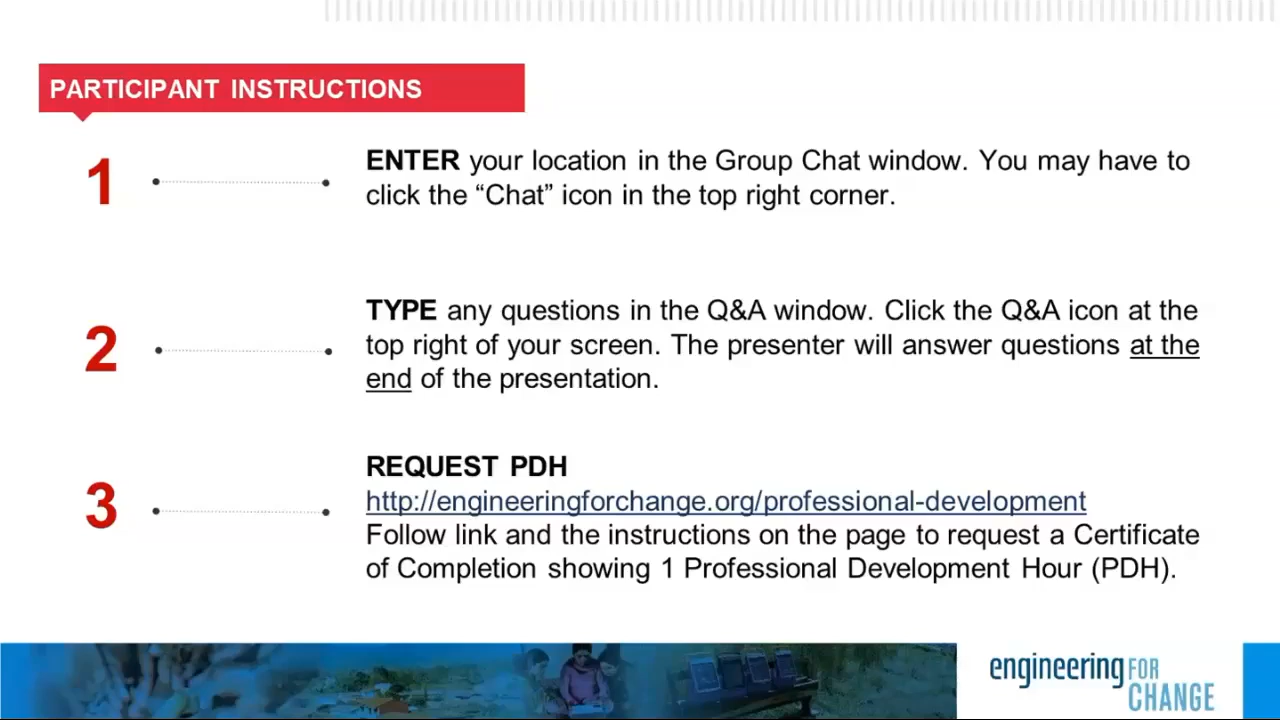 PARTICIPANT INSTRUCTIONS
1
ENTER your location in the Group Chat window. You may have to
click the “Chat” icon in the top right corner.
2
TYPE any questions in the Q&A window. Click the Q&A icon at the
top right of your screen. The presenter will answer questions at the
end of the presentation.
3
REQUEST PDH
http://engineeringforchange.org/professional-development
Follow link and the instructions on the page to request a Certificate
of Completion showing 1 Professional Development Hour (PDH).
engineering FOR
CHANGE